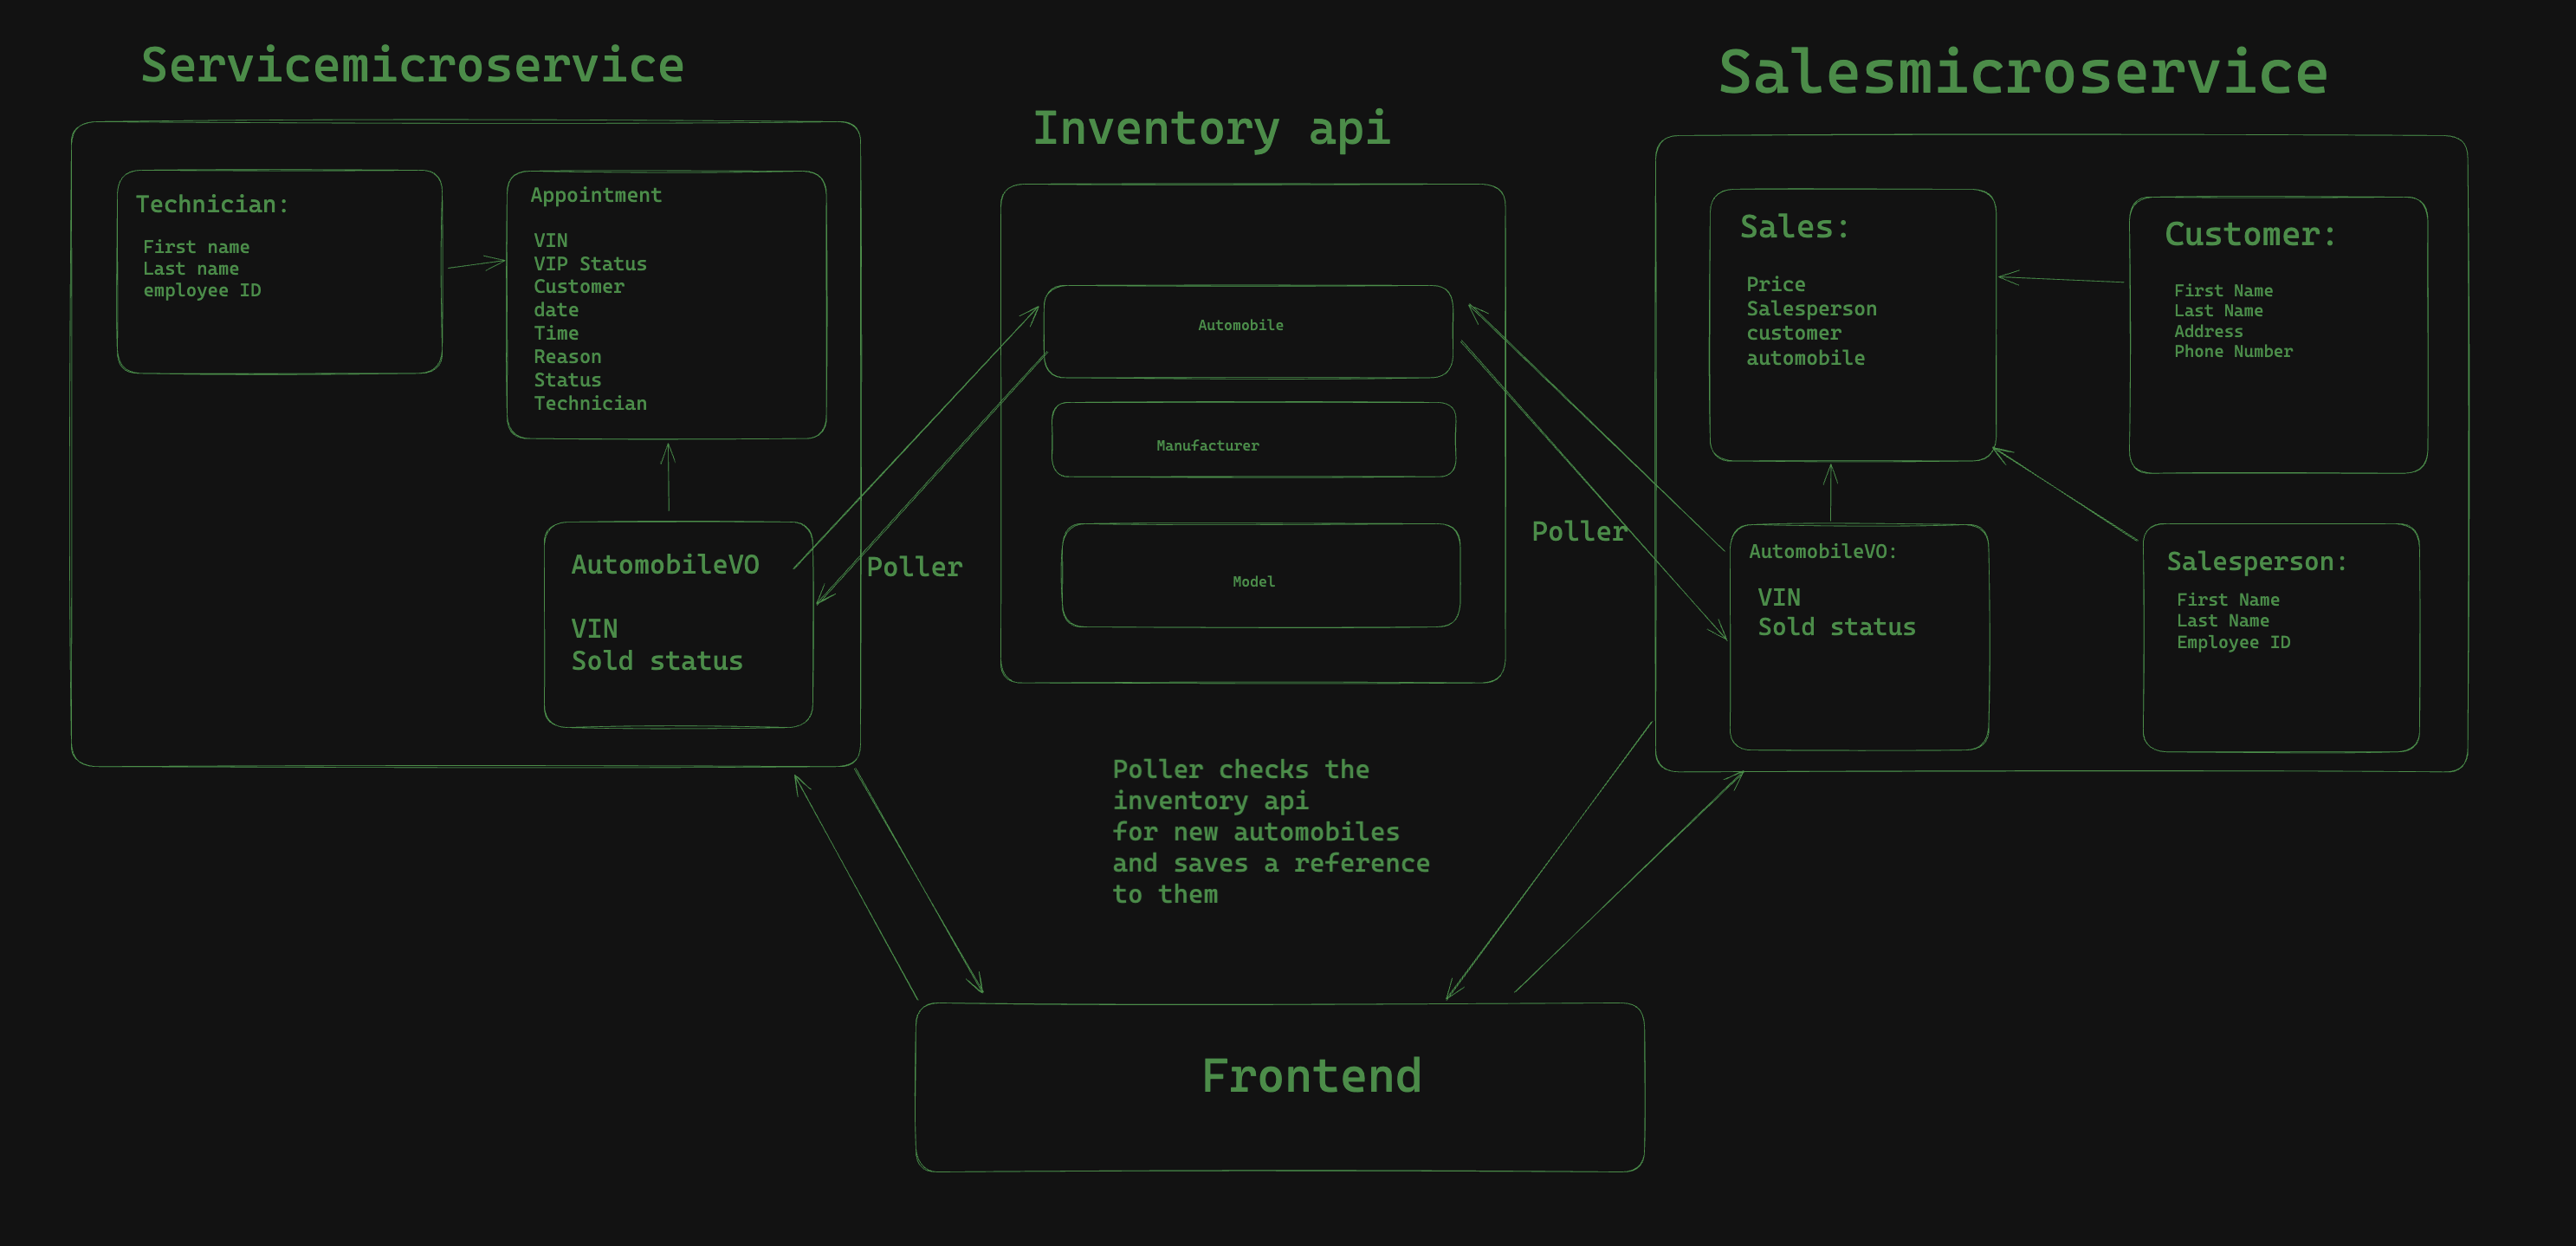 Servicemicroservice
Technician:
First name
Last name
employee ID
Appointment
VIN
VIP Status
Customer
date
Time
Reason
Status
Technician
AutomobileVO
VIN
Sold status
Poller
Inventory api
Automobile
Manufacturer
Model
Poller
Salesmicroservice
Sales:
Price
Salesperson
customer
automobile
Customer:
First Name
Last Name
Address
Phone Number
AutomobileVO:
VIN
Sold status
Salesperson:
First Name
Last Name
Employee ID
Poller checks the
inventory api
for new automobiles
and saves a reference
to them
Frontend